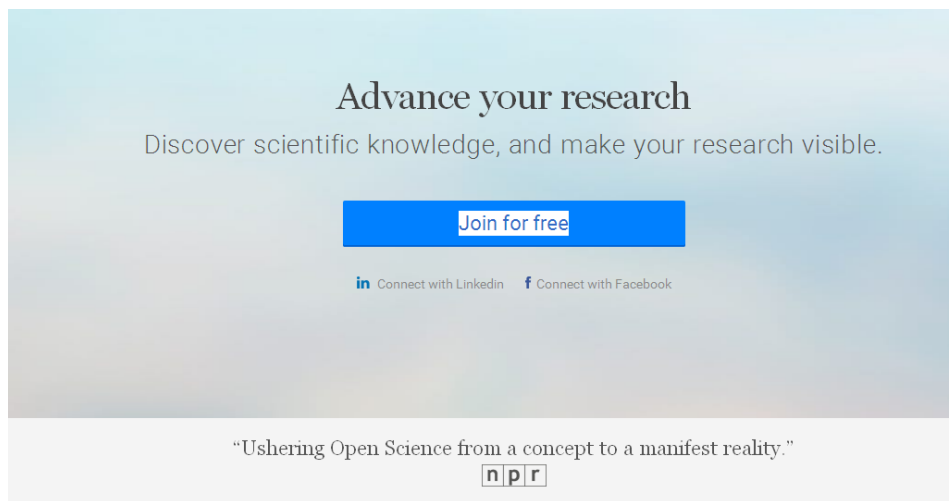 Advance your research
Discover scientific knowledge, and make your research visible.
Join for free
in Connect with Linkedin f Connect with Facebook
“Ushering Open Science from a concept to a manifest reality.”
npr